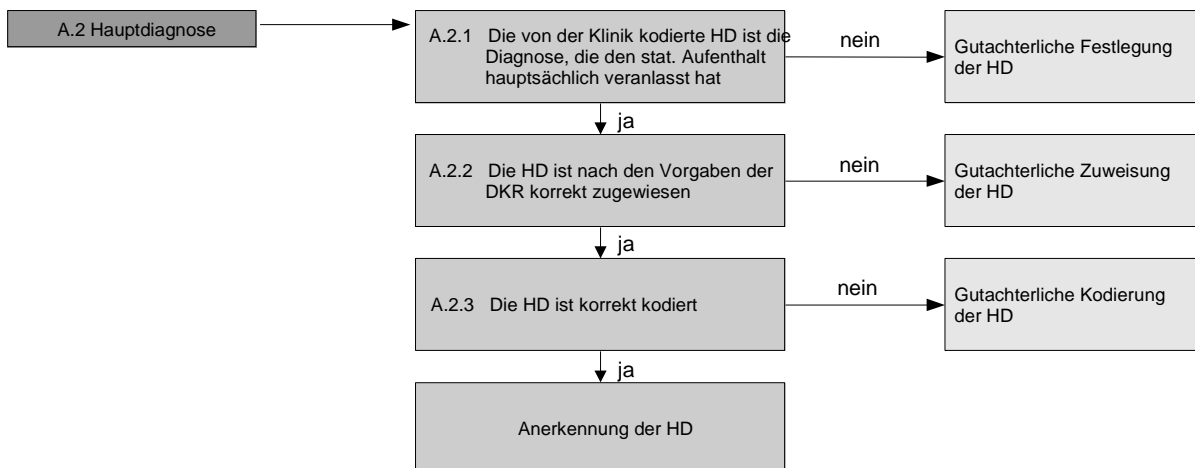 A.2 Hauptdiagnose
A.2.1 Die von der Klinik kodierte HD ist die
Diagnose, die den stat. Aufenthalt
hauptsächlich veranlasst hat
nein
Gutachterliche Festlegung
der HD
ja
A.2.2 Die HD ist nach den Vorgaben der
DKR korrekt zugewiesen
nein
Gutachterliche Zuweisung
der HD
ja
A.2.3 Die HD ist korrekt kodiert
nein
Gutachterliche Kodierung
der HD
ja
Anerkennung der HD